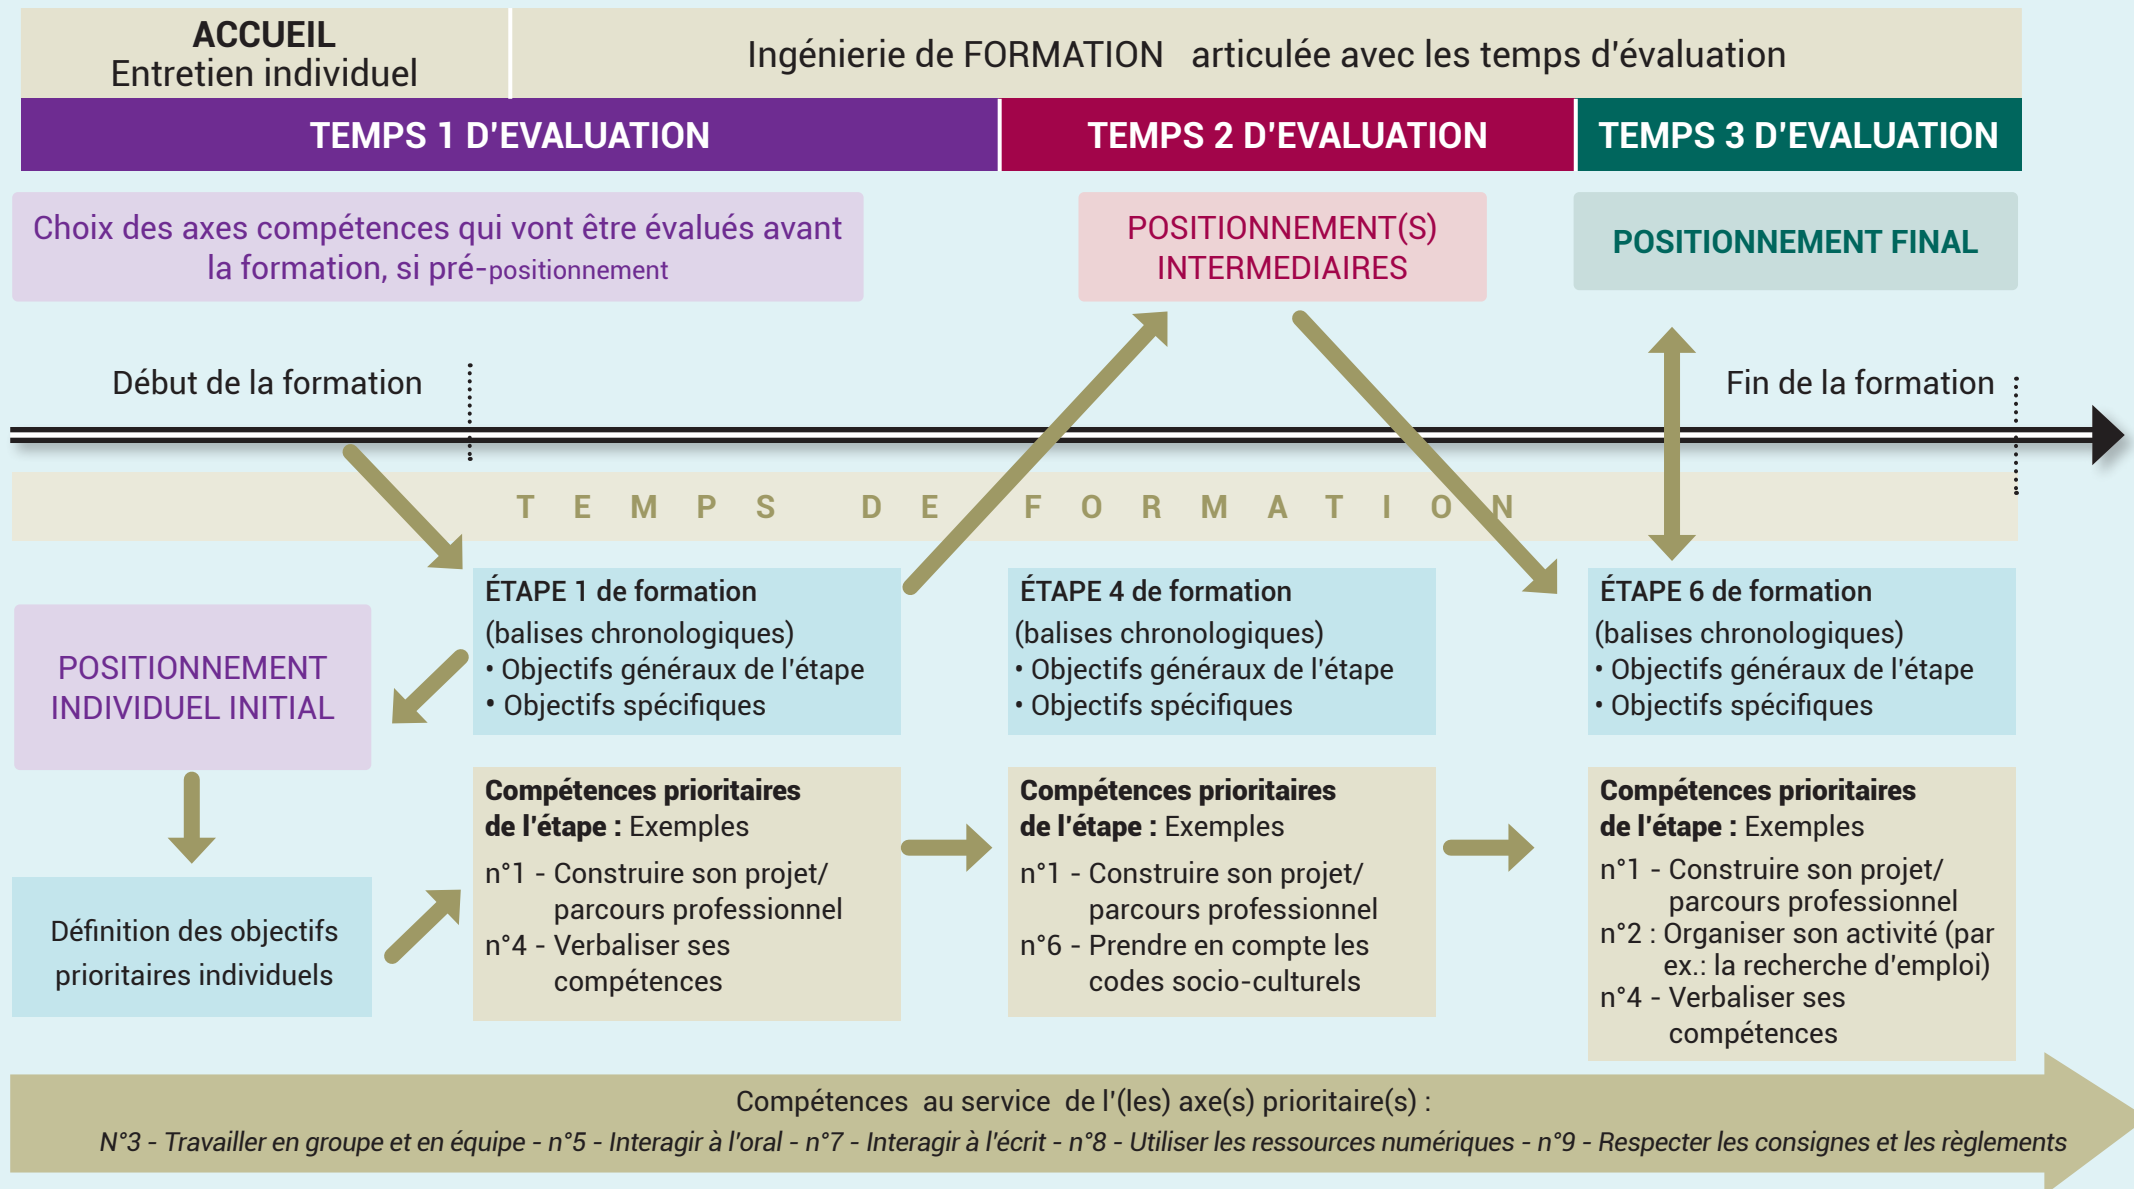 ACCUEIL
Entretien individuel
Ingénierie de FORMATION articulée avec les temps d'évaluation
TEMPS 1 D'EVALUATION
TEMPS 2 D'EVALUATION
TEMPS 3 D'EVALUATION
Choix des axes compétences qui vont être évalués avant
la formation, si pré-positionnement
POSITIONNEMENT(S)
INTERMEDIAIRES
POSITIONNEMENT FINAL
Début de la formation
Fin de la formation
TEMPS DE FORMATION
POSITIONNEMENT
INDIVIDUEL INITIAL
Définition des objectifs
prioritaires individuels
ÉTAPE 1 de formation
(balises chronologiques)
• Objectifs généraux de l'étape
• Objectifs spécifiques
Compétences prioritaires
de l'étape : Exemples
n°1 - Construire son projet/
parcours professionnel
n°4 - Verbaliser ses
compétences
ÉTAPE 4 de formation
(balises chronologiques)
• Objectifs généraux de l'étape
• Objectifs spécifiques
Compétences prioritaires
de l'étape : Exemples
n°1 - Construire son projet/
parcours professionnel
n°6 - Prendre en compte les
codes socio-culturels
ÉTAPE 6 de formation
(balises chronologiques)
• Objectifs généraux de l'étape
• Objectifs spécifiques
Compétences prioritaires
de l'étape : Exemples
n°1 - Construire son projet/
parcours professionnel
n°2 : Organiser son activité (par
ex.: la recherche d'emploi)
n°4 - Verbaliser ses
compétences
Compétences au service de l'(les) axe(s) prioritaire(s) :
N°3 - Travailler en groupe et en équipe - n°5 - Interagir à l'oral - n°7 - Interagir à l'écrit - n°8 - Utiliser les ressources numériques - n°9 - Respecter les consignes et les règlements